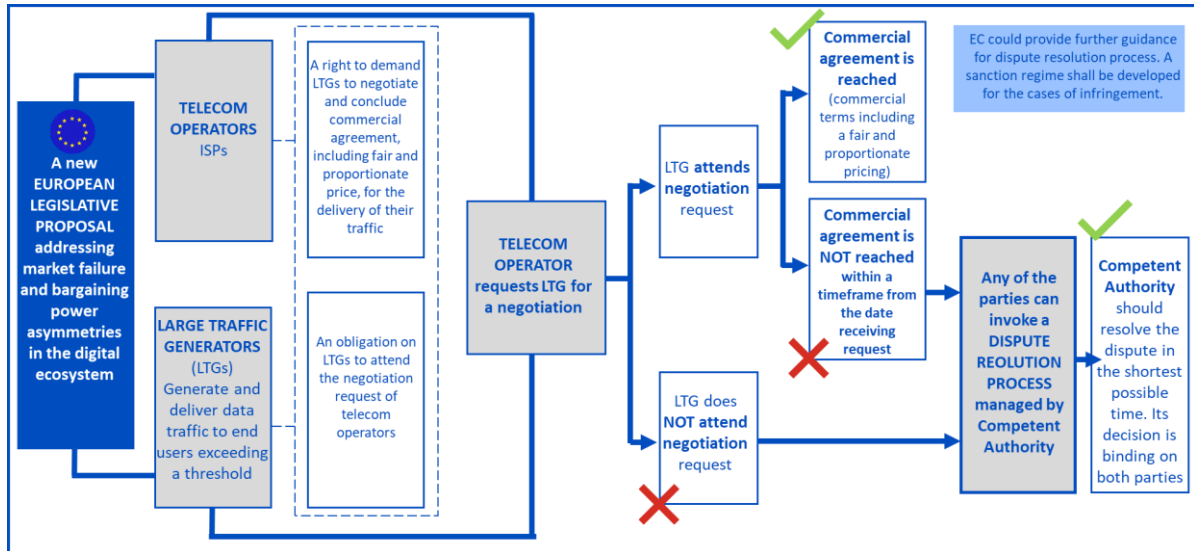 A new
EUROPEAN
LEGISLATIVE
PROPOSAL
addressing
market failure
and bargaining
power
asymmetries
in the digital
ecosystem
TELECOM
OPERATORS
ISPs
A right to demand
LTGs to negotiate
and conclude
commercial
agreement,
including fair and
proportionate
price, for the
delivery of their
traffic
LARGE TRAFFIC
GENERATORS
(LTGs)
Generate and
deliver data
traffic to end
users exceeding
a threshold
An obligation on
LTGs to attend
the negotiation
request of
telecom
operators
TELECOM
OPERATOR
requests LTG for
a negotiation
LTG attends
negotiation
request
LTG does
NOT attend
negotiation
request
Commercial
agreement is
reached
(commercial
terms including
a fair and
proportionate
pricing)
Commercial
agreement is
NOT reached
within a
timeframe from
the date
receiving
request
EC could provide further guidance
for dispute resolution process. A
sanction regime shall be developed
for the cases of infringement.
Any of the
parties can
invoke a
DISPUTE
REOLUTION
PROCESS
managed by
Competent
Authority
Competent
Authority
should
resolve the
dispute in
the shortest
possible
time. Its
decision is
binding on
both parties